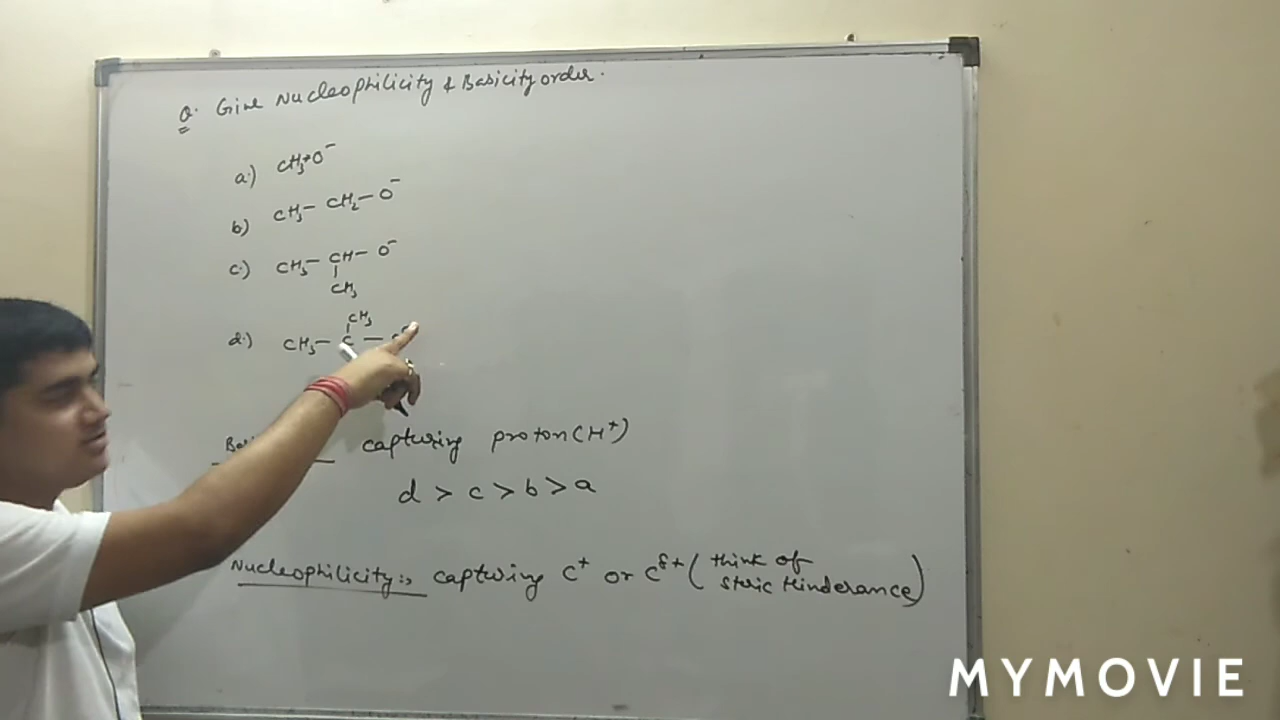 Q. Give Nucleophilicity & Basicity order.
a.) CH₃-O⁻
b) CH₃- CH₂- O⁻
c.) CH₃- CH- O⁻
CH₃
CH₃
d.) CH₃- C -
capturing proton(H⁺)
d > c > b > a
Nucleophilicity:, capturing C⁺ or C^δ+ ( think of
steric Hinderance)
MYMOVIE